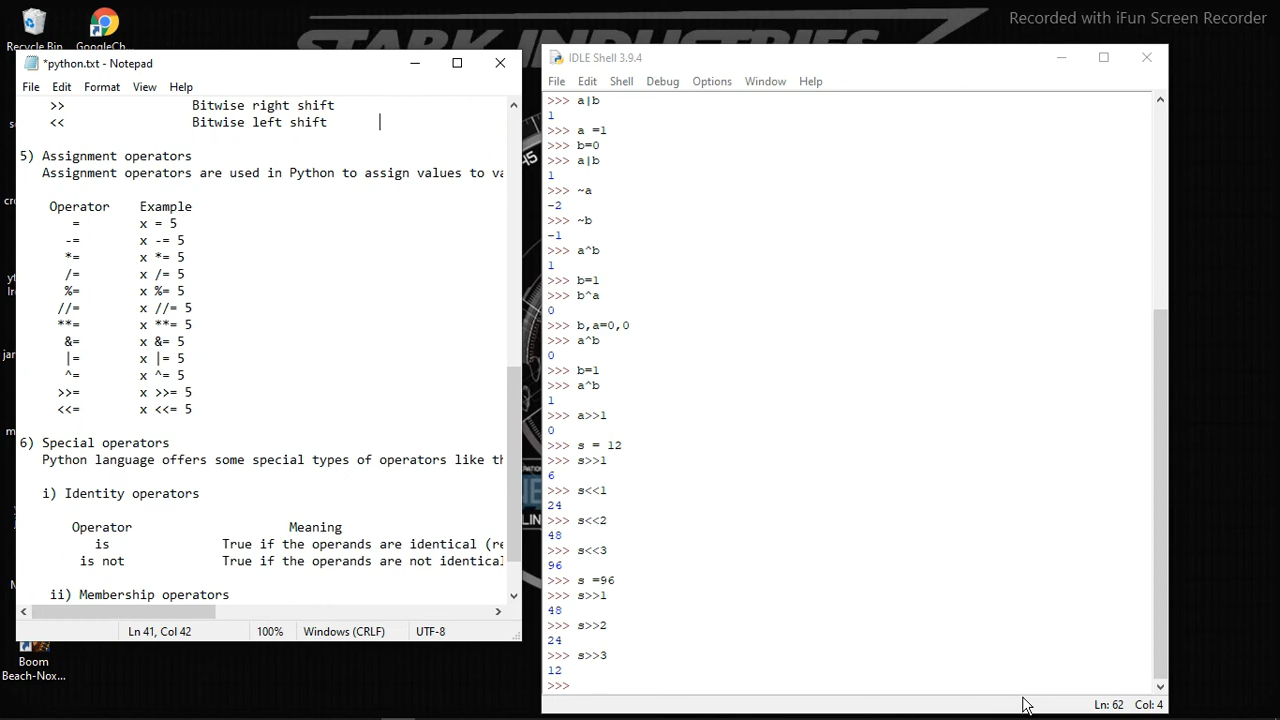 STARK INDUSTRIES
Recorded with iFun Screen Recorder
Recycle Bin
GoogleCh...
*python.txt - Notepad
File Edit Format View Help
>> Bitwise right shift
<< Bitwise left shift
5) Assignment operators
Assignment operators are used in Python to assign values to va
Operator Example
= x = 5
-= x -= 5
*= x *= 5
/= x /= 5
%= x %= 5
//= x //= 5
**= x **= 5
&= x &= 5
|= x |= 5
^= x ^= 5
>>= x >>= 5
<<= x <<= 5
6) Special operators
Python language offers some special types of operators like th
i) Identity operators
Operator Meaning
is True if the operands are identical (re
is not True if the operands are not identical
ii) Membership operators
Ln 41, Col 42 100% Windows (CRLF) UTF-8
Boom
Beach-Nox...
IDLE Shell 3.9.4
File Edit Shell Debug Options Window Help
>>> a|b
1
>>> a =1
>>> b=0
>>> a|b
1
>>> ~a
-2
>>> ~b
-1
>>> a^b
1
>>> b=1
>>> b^a
0
>>> b,a=0,0
>>> a^b
0
>>> b=1
>>> a^b
1
>>> a>>1
0
>>> s = 12
>>> s>>1
6
>>> s<<1
24
>>> s<<2
48
>>> s<<3
96
>>> s =96
>>> s>>1
48
>>> s>>2
24
>>> s>>3
12
>>>
Ln: 62 Col: 4